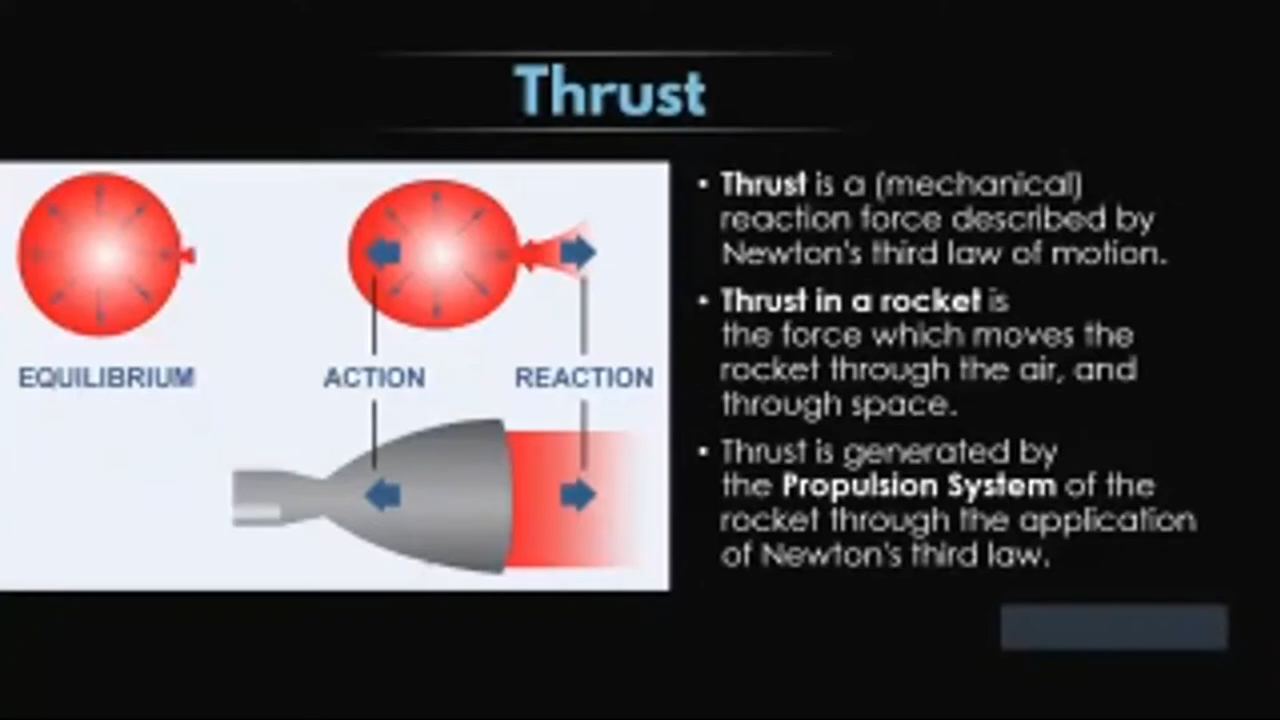 Thrust
EQUILIBRIUM
ACTION
REACTION
• Thrust is a (mechanical)
reaction force described by
Newton's third law of motion.
• Thrust in a rocket is
the force which moves the
rocket through the air, and
through space.
• Thrust is generated by
the Propulsion System of the
rocket through the application
of Newton's third law.